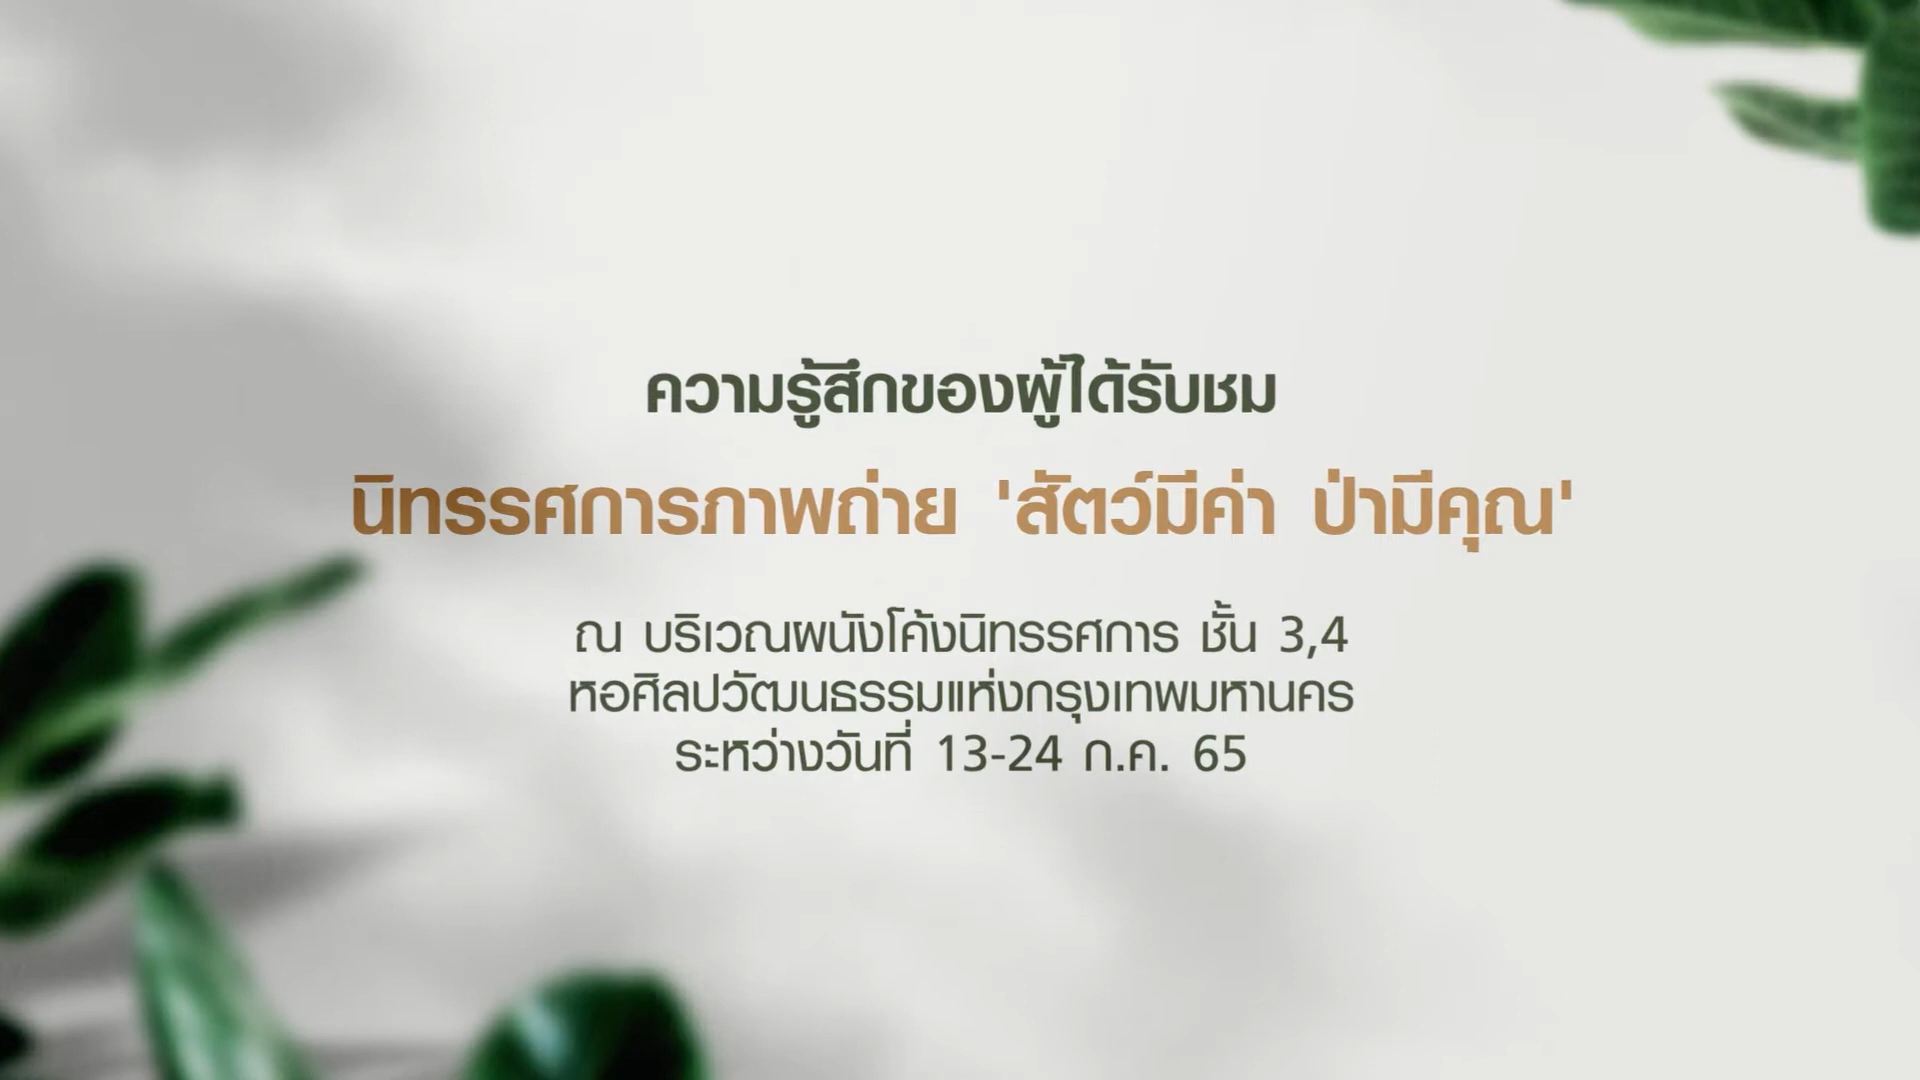 ความรู้สึกของผู้ได้รับชม
นิทรรศการภาพถ่าย 'สัตว์มีค่า ป่ามีคุณ'
ณ บริเวณผนังโค้งนิทรรศการ ชั้น 3,4
หอศิลปวัฒนธรรมแห่งกรุงเทพมหานคร
ระหว่างวันที่ 13-24 ก.ค. 65